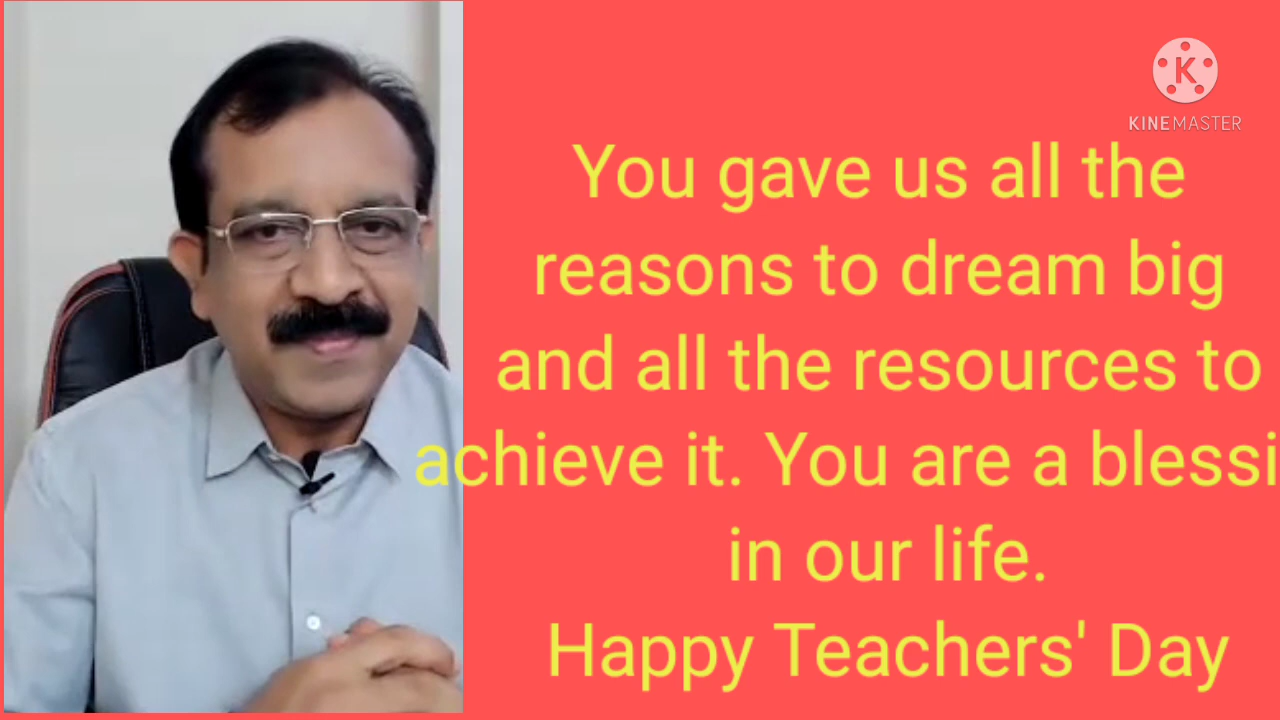 K
KINEMASTER
You gave us all the
reasons to dream big
and all the resources to
achieve it. You are a blessi
in our life.
Happy Teachers' Day